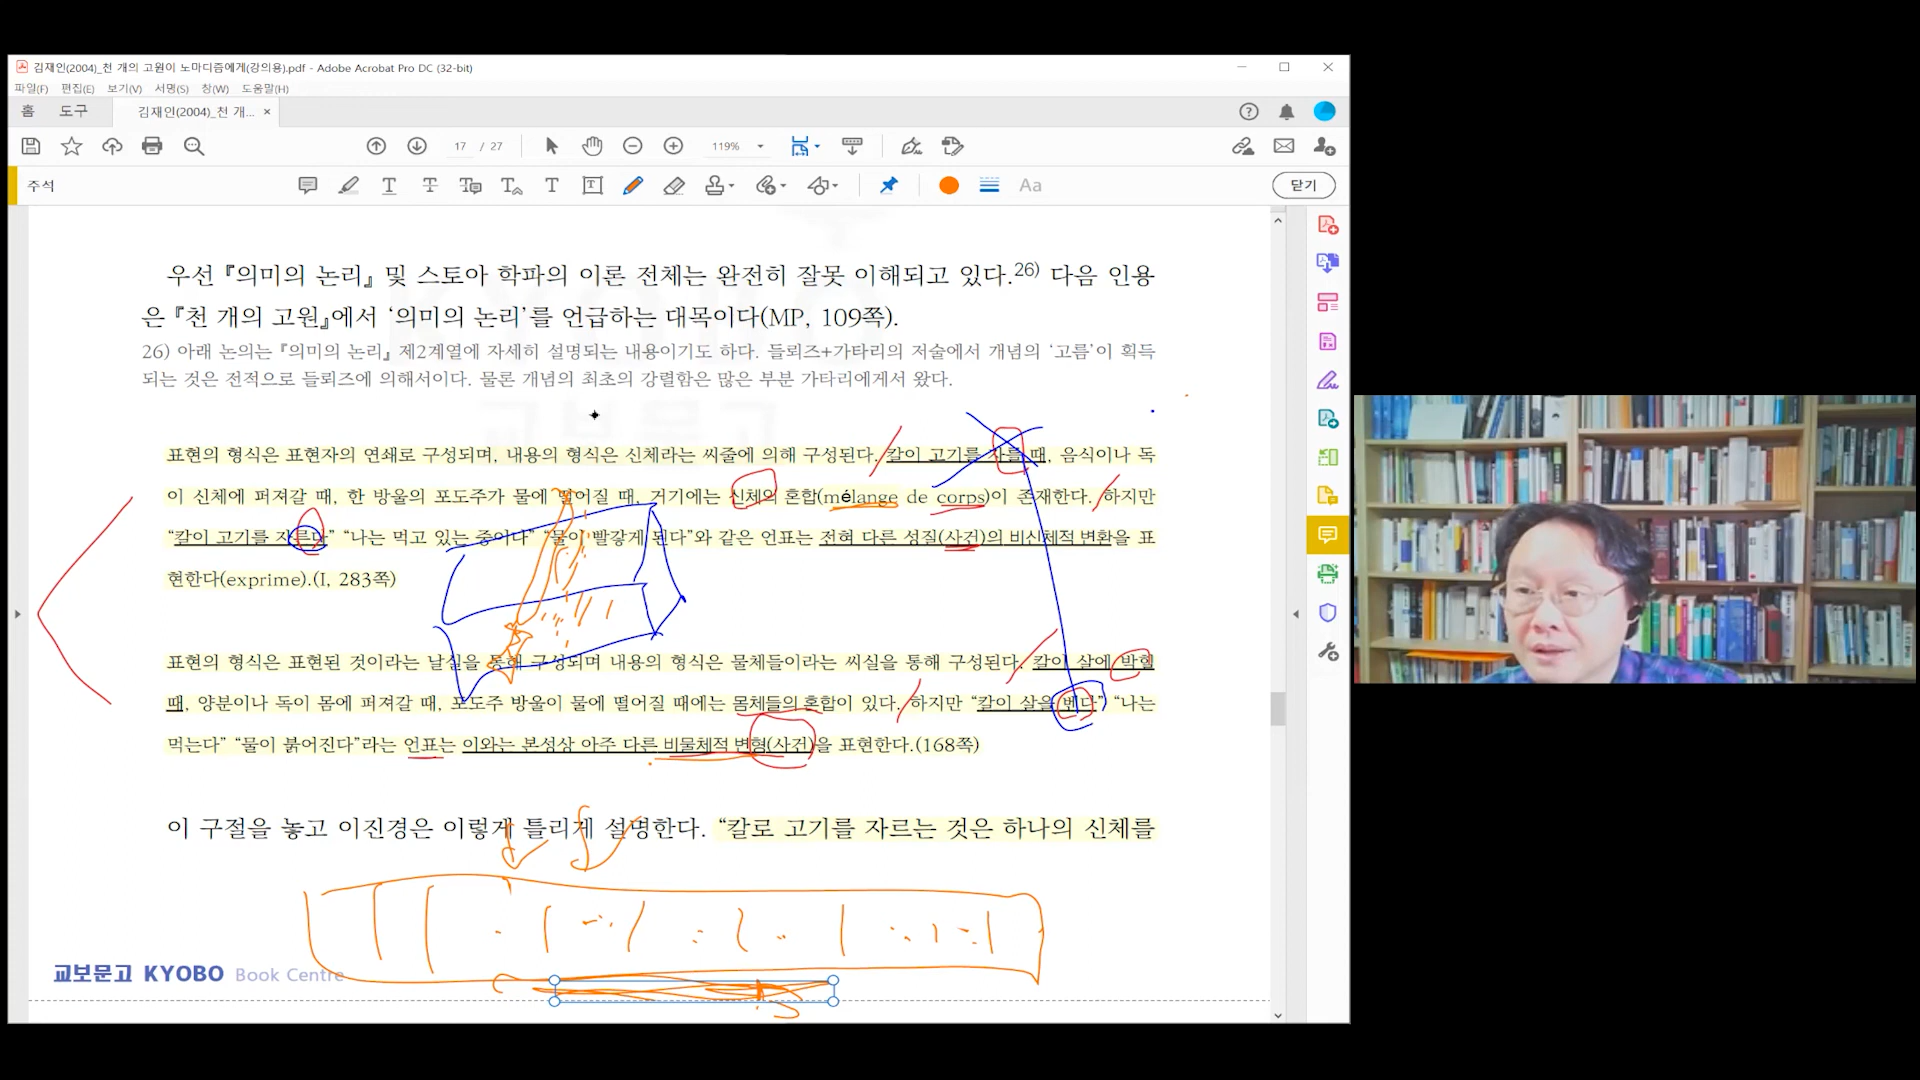 김재인(2004)_천 개의 고원이 노마디즘에게(강의용).pdf - Adobe Acrobat Pro DC (32-bit)
파일(F) 편집(E) 보기(V) 서명(S) 창(W) 도움말(H)
홈 도구 김재인(2004)_천 개... ×
17 / 27 119%
주석 Aa 닫기
우선『의미의 논리』및 스토아 학파의 이론 전체는 완전히 잘못 이해되고 있다.26) 다음 인용
은『천 개의 고원』에서 ‘의미의 논리’를 언급하는 대목이다(MP, 109쪽).
26) 아래 논의는『의미의 논리』제2계열에 자세히 설명되는 내용이기도 하다. 들뢰즈+가타리의 저술에서 개념의 ‘고름’이 획득
되는 것은 전적으로 들뢰즈에 의해서이다. 물론 개념의 최초의 강렬함은 많은 부분 가타리에게서 왔다.
교보문고
표현의 형식은 표현자의 연쇄로 구성되며, 내용의 형식은 신체라는 씨줄에 의해 구성된다. 칼이 고기를 자를 때, 음식이나 독
이 신체에 퍼져갈 때, 한 방울의 포도주가 물에 떨어질 때, 거기에는 신체의 혼합(mélange de corps)이 존재한다. 하지만
“칼이 고기를 자른다” “나는 먹고 있는 중이다” “물이 빨갛게 된다”와 같은 언표는 전혀 다른 성질(사건)의 비신체적 변환을 표
현한다(exprime).(I, 283쪽)
표현의 형식은 표현된 것이라는 날실을 통해 구성되며 내용의 형식은 물체들이라는 씨실을 통해 구성된다. 칼이 살에 박힐
때, 양분이나 독이 몸에 퍼져갈 때, 포도주 방울이 물에 떨어질 때에는 몸체들의 혼합이 있다. 하지만 “칼이 살을 벤다” “나는
먹는다” “물이 붉어진다”라는 언표는 이와는 본성상 아주 다른 비물체적 변형(사건)을 표현한다.(168쪽)
이 구절을 놓고 이진경은 이렇게 틀리게 설명한다. “칼로 고기를 자르는 것은 하나의 신체를
교보문고 KYOBO Book Centre